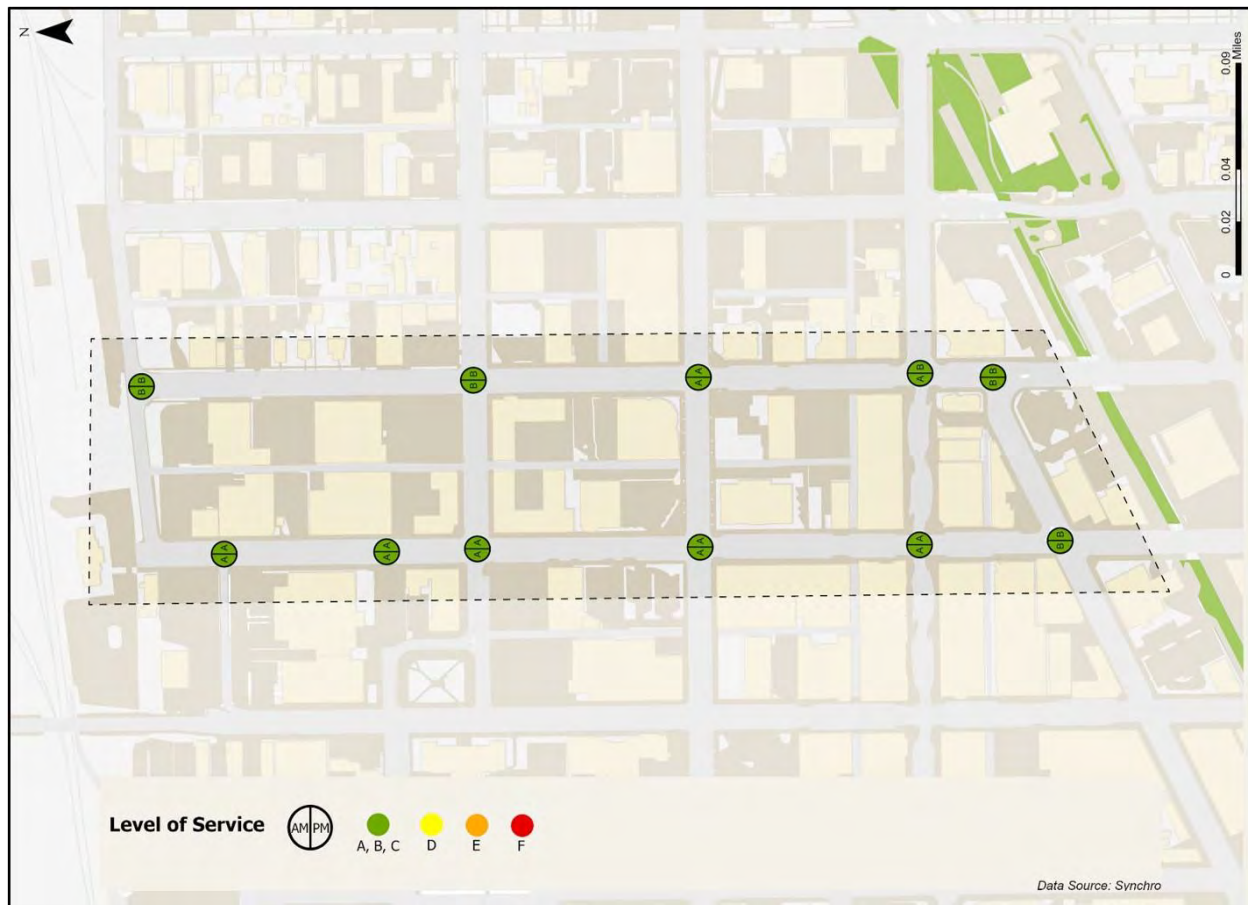 N
0 0.02 0.04 0.09
Miles
B B
B B
A A
A B
B B
A A
A A
A A
A A
A A
B B
Level of Service
AM PM
A, B, C
D
E
F
Data Source: Synchro